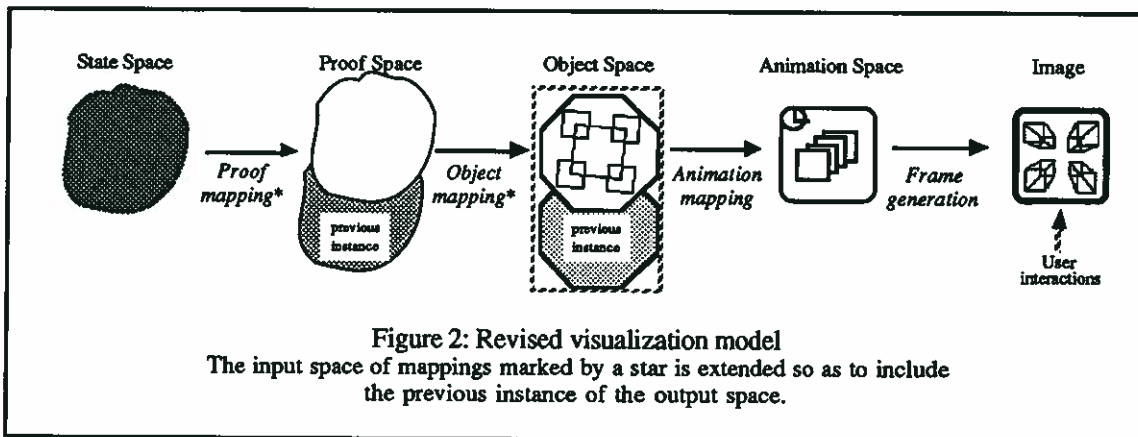 State Space
Proof Space
Object Space
Animation Space
Image
Proof
mapping*
Object
mapping*
Animation
mapping
Frame
generation
previous
instance
previous
instance
User
interactions
Figure 2: Revised visualization model
The input space of mappings marked by a star is extended so as to include
the previous instance of the output space.